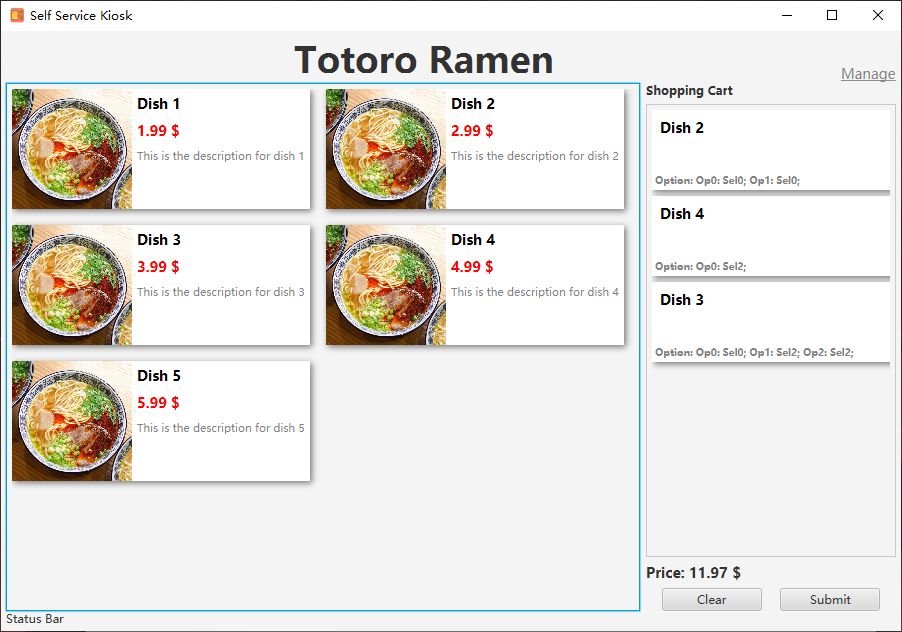 Self Service Kiosk
Totoro Ramen
Manage
Dish 1
1.99 $
This is the description for dish 1
Dish 2
2.99 $
This is the description for dish 2
Dish 3
3.99 $
This is the description for dish 3
Dish 4
4.99 $
This is the description for dish 4
Dish 5
5.99 $
This is the description for dish 5
Shopping Cart
Dish 2
Option: Op0: Sel0; Op1: Sel0;
Dish 4
Option: Op0: Sel2;
Dish 3
Option: Op0: Sel0; Op1: Sel2; Op2: Sel2;
Price: 11.97 $
Clear
Submit
Status Bar